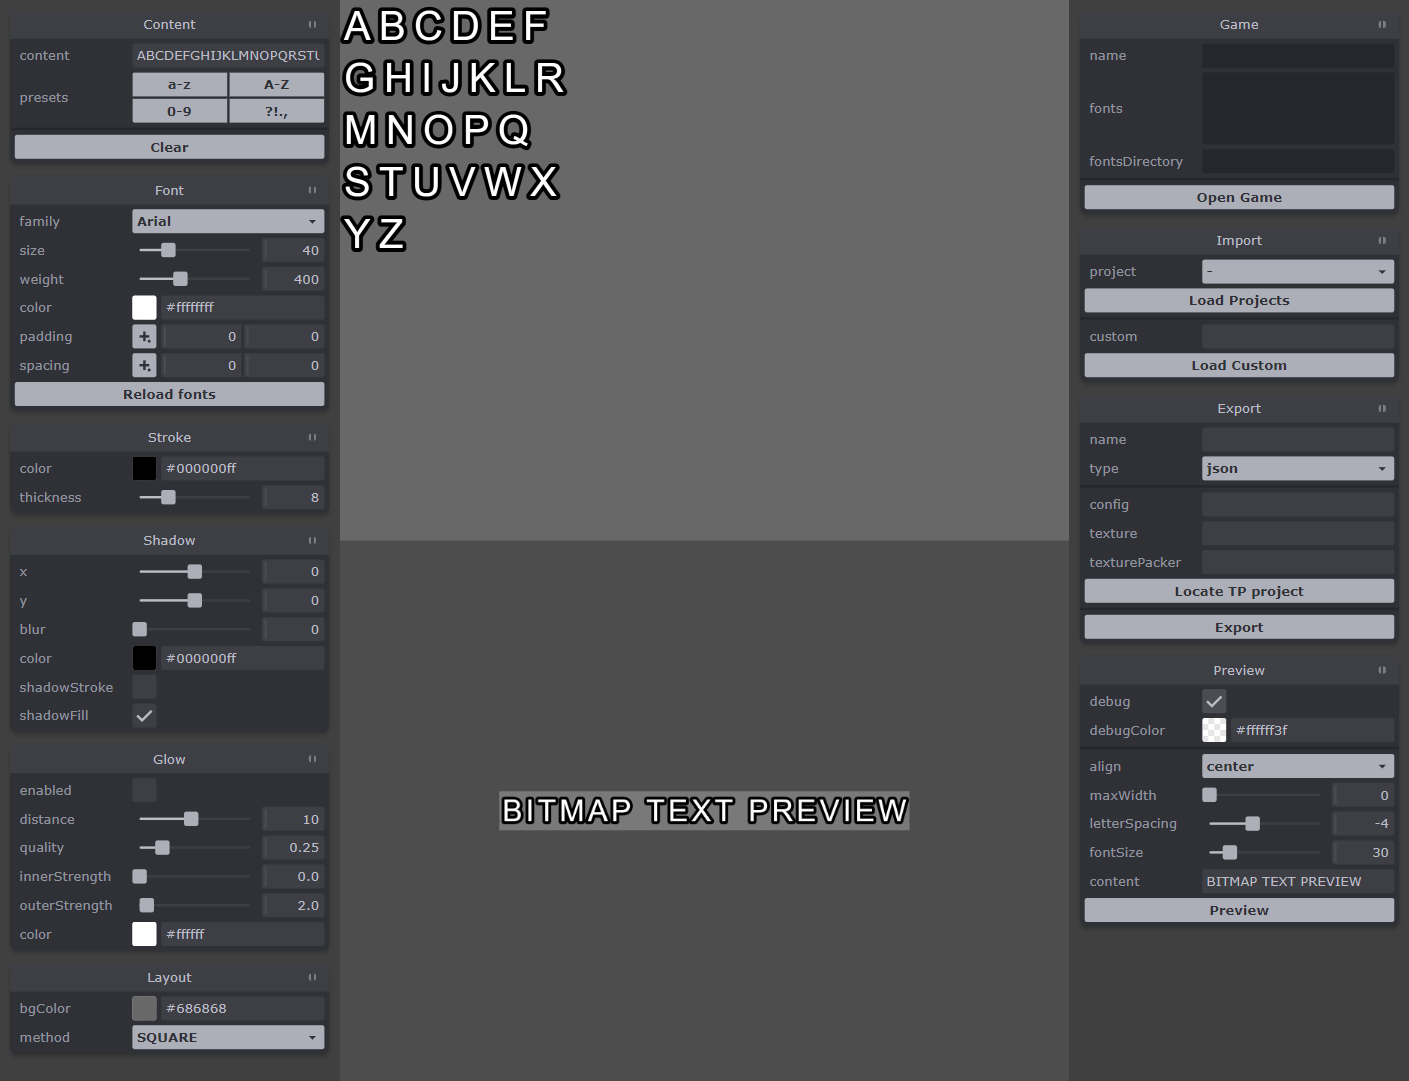 Content
content ABCDEFGHIJKLMNOPQRSTU
presets a-z A-Z
0-9 ?!.,
Clear
Font
family Arial
size 40
weight 400
color #ffffffff
padding 0 0
spacing 0 0
Reload fonts
Stroke
color #000000ff
thickness 8
Shadow
x 0
y 0
blur 0
color #000000ff
shadowStroke
shadowFill
Glow
enabled
distance 10
quality 0.25
innerStrength 0.0
outerStrength 2.0
color #ffffff
Layout
bgColor #686868
method SQUARE
ABCDEF
GHIJKLR
MNOPQ
STUVWX
YZ
BITMAP TEXT PREVIEW
Game
name
fonts
fontsDirectory
Open Game
Import
project -
Load Projects
custom
Load Custom
Export
name
type json
config
texture
texturePacker
Locate TP project
Export
Preview
debug
debugColor #ffffff3f
align center
maxWidth 0
letterSpacing -4
fontSize 30
content BITMAP TEXT PREVIEW
Preview